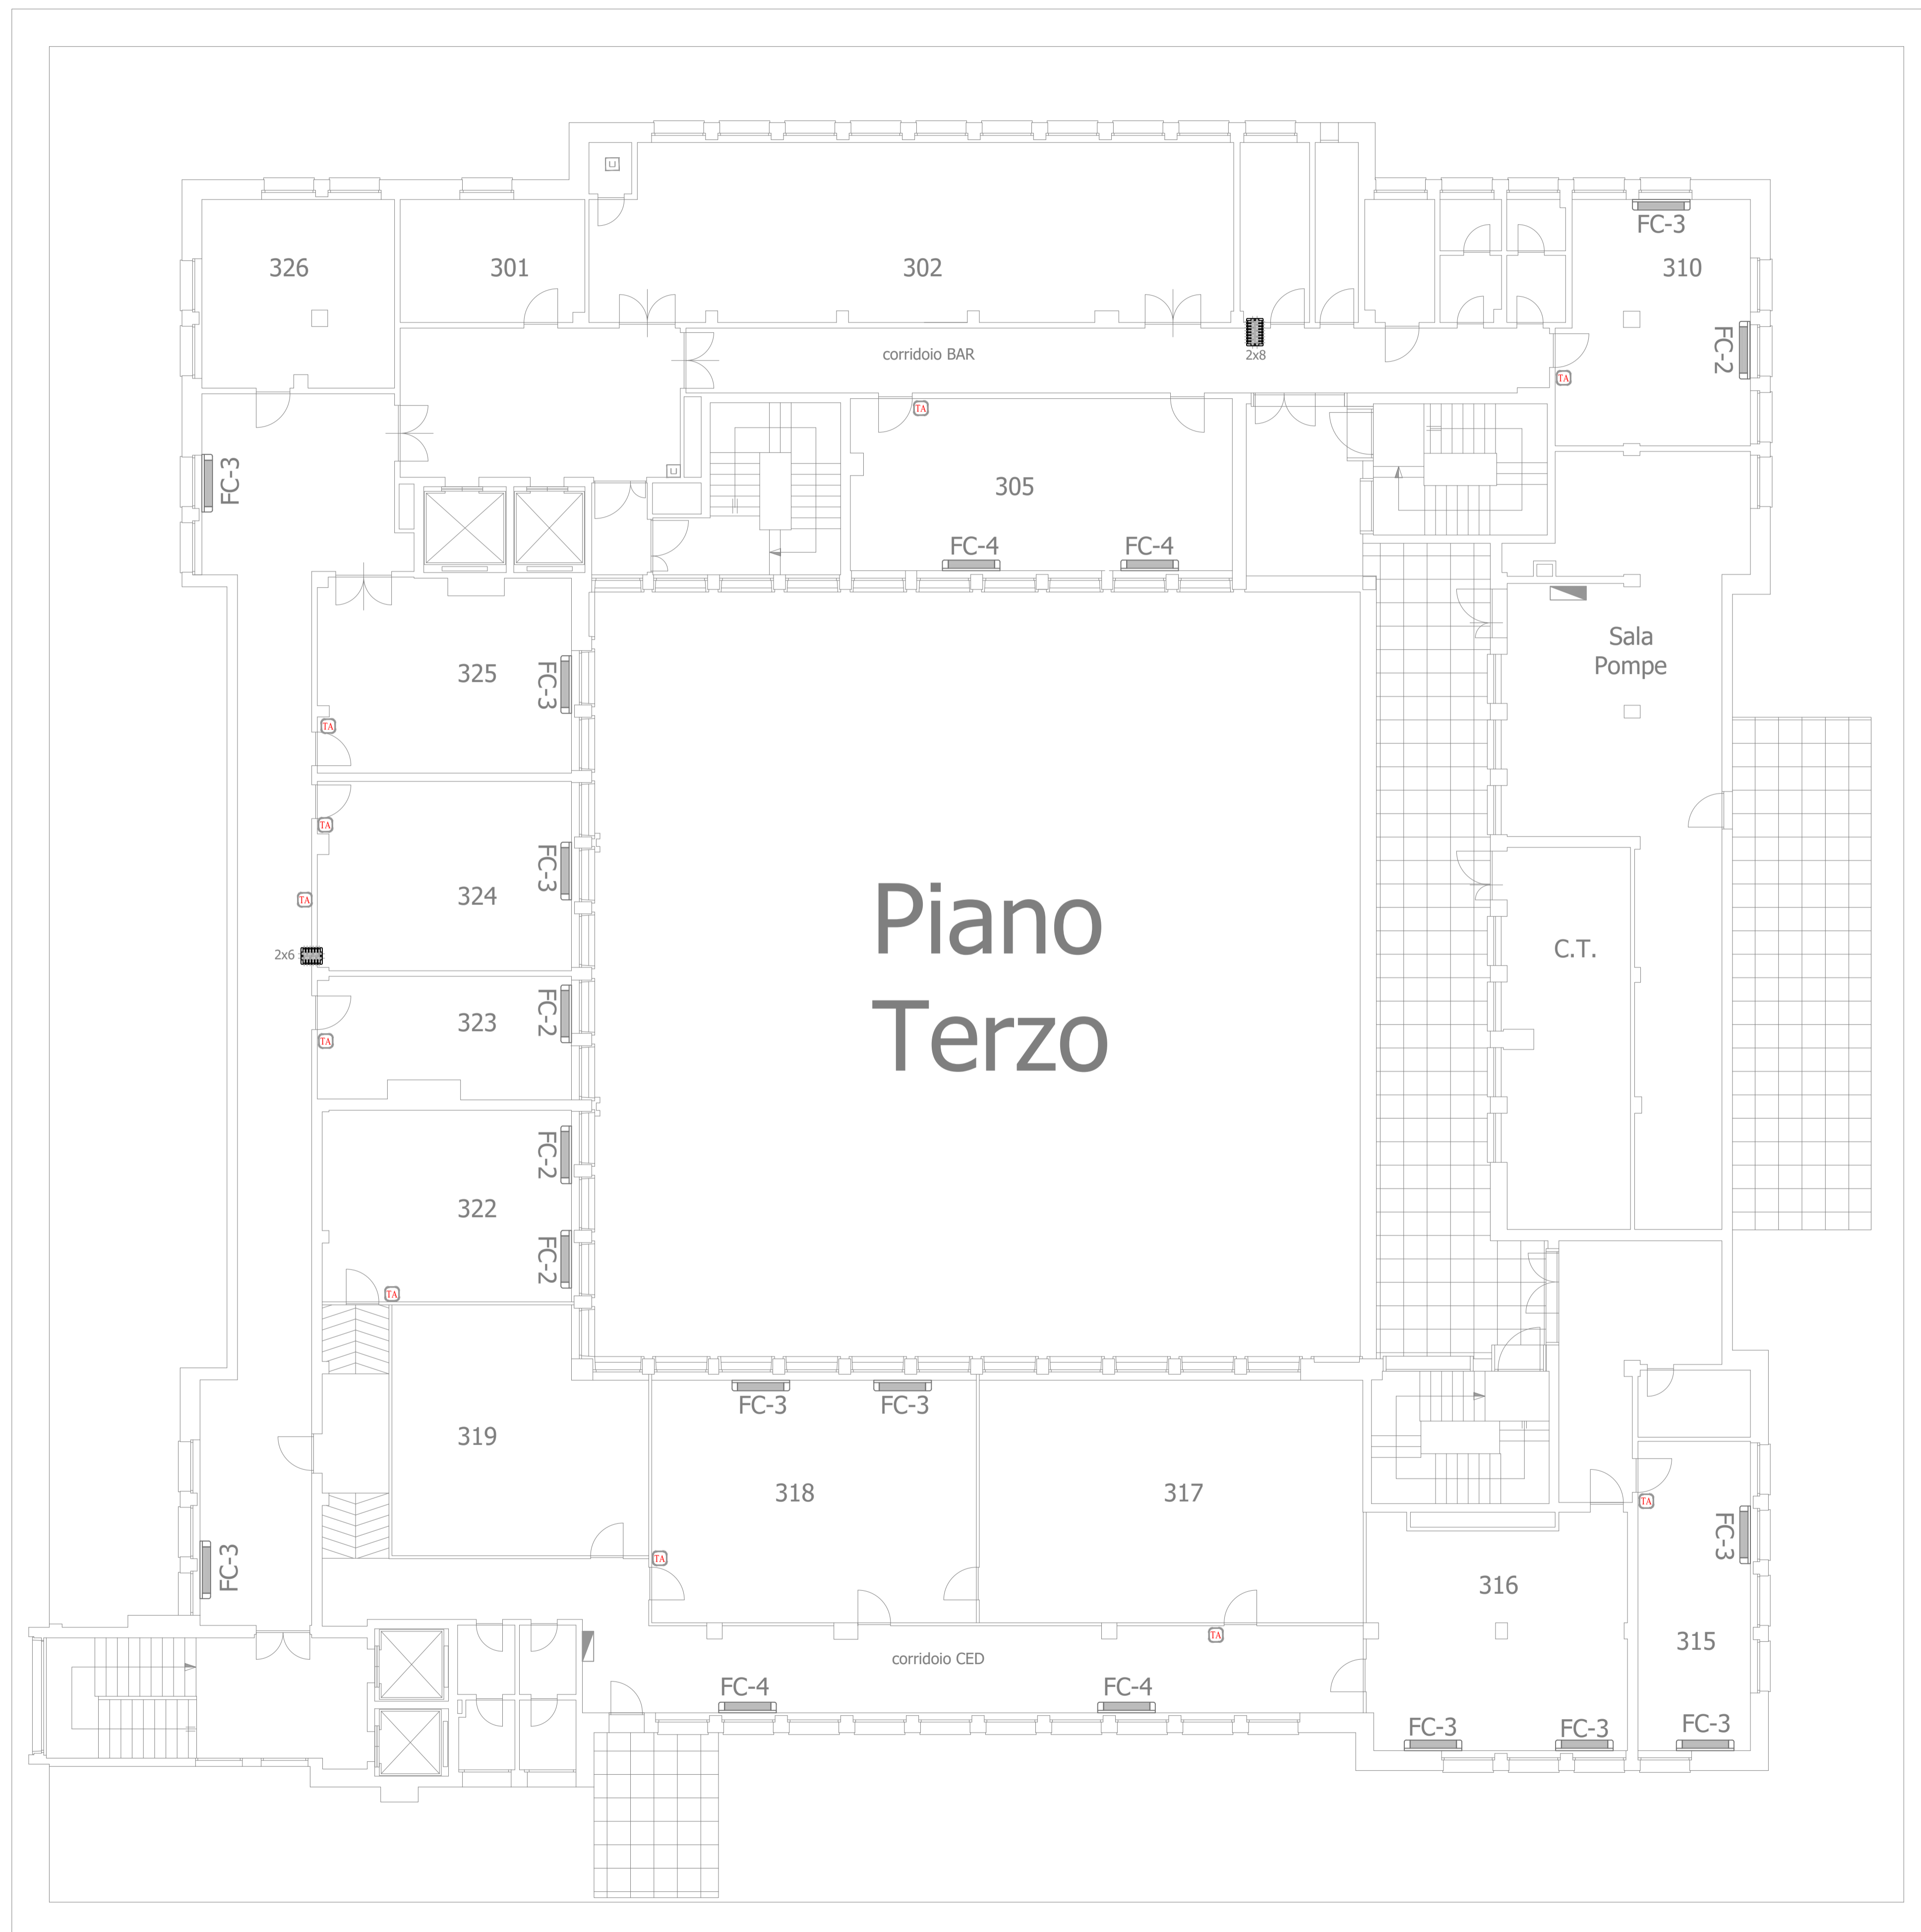 FC-3
326
301
302
310
FC-2
TA
corridoio BAR
2x8
TA
FC-3
305
FC-4
FC-4
Sala
Pompe
325
FC-3
TA
TA
324
FC-3
TA
2x6
Piano
Terzo
C.T.
323
FC-2
TA
FC-2
322
FC-2
TA
FC-3
FC-3
319
318
317
TA
TA
FC-3
FC-3
316
315
TA
corridoio CED
FC-4
FC-4
FC-3
FC-3
FC-3